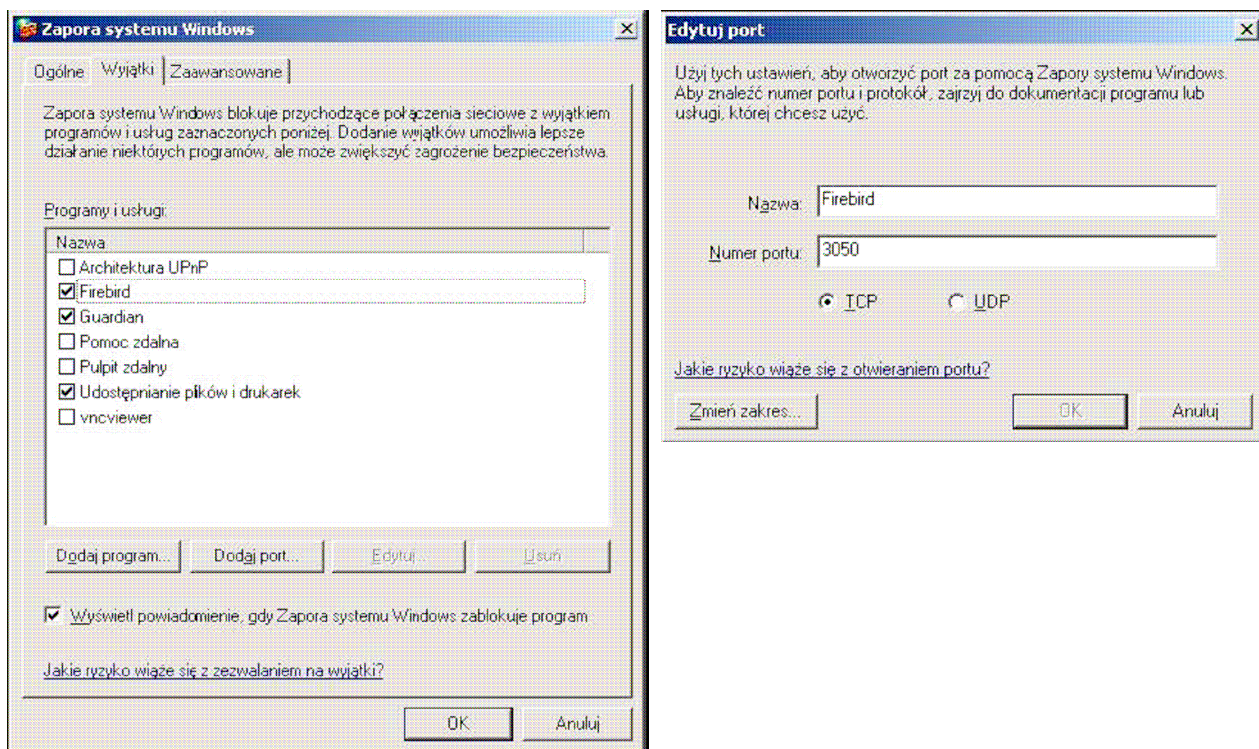 Zapora systemu Windows
Ogólne
Wyjątki
Zaawansowane
Zapora systemu Windows blokuje przychodzące połączenia sieciowe z wyjątkiem
programów i usług zaznaczonych poniżej. Dodanie wyjątków umożliwia lepsze
działanie niektórych programów, ale może zwiększyć zagrożenie bezpieczeństwa.
Programy i usługi:
Nazwa
Architektura UPnP
Firebird
Guardian
Pomoc zdalna
Pulpit zdalny
Udostępnianie plików i drukarek
vncviewer
Dodaj program...
Dodaj port...
Edytuj...
Usuń
Wyświetl powiadomienie, gdy Zapora systemu Windows zablokuje program
Jakie ryzyko wiąże się z zezwalaniem na wyjątki?
OK
Anuluj
Edytuj port
Użyj tych ustawień, aby otworzyć port za pomocą Zapory systemu Windows.
Aby znaleźć numer portu i protokół, zajrzyj do dokumentacji programu lub
usługi, której chcesz użyć.
Nazwa: Firebird
Numer portu: 3050
TCP
UDP
Jakie ryzyko wiąże się z otwieraniem portu?
Zmień zakres...
OK
Anuluj